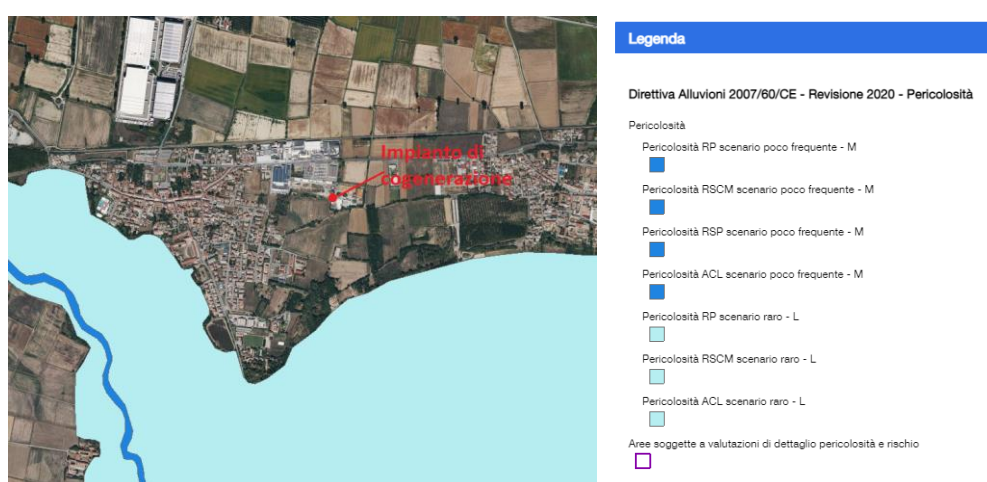 Impianto di
cogenerazione
Legenda
Direttiva Alluvioni 2007/60/CE - Revisione 2020 - Pericolosità
Pericolosità
Pericolosità RP scenario poco frequente - M
Pericolosità RSCM scenario poco frequente - M
Pericolosità RSP scenario poco frequente - M
Pericolosità ACL scenario poco frequente - M
Pericolosità RP scenario raro - L
Pericolosità RSCM scenario raro - L
Pericolosità ACL scenario raro - L
Aree soggette a valutazioni di dettaglio pericolosità e rischio